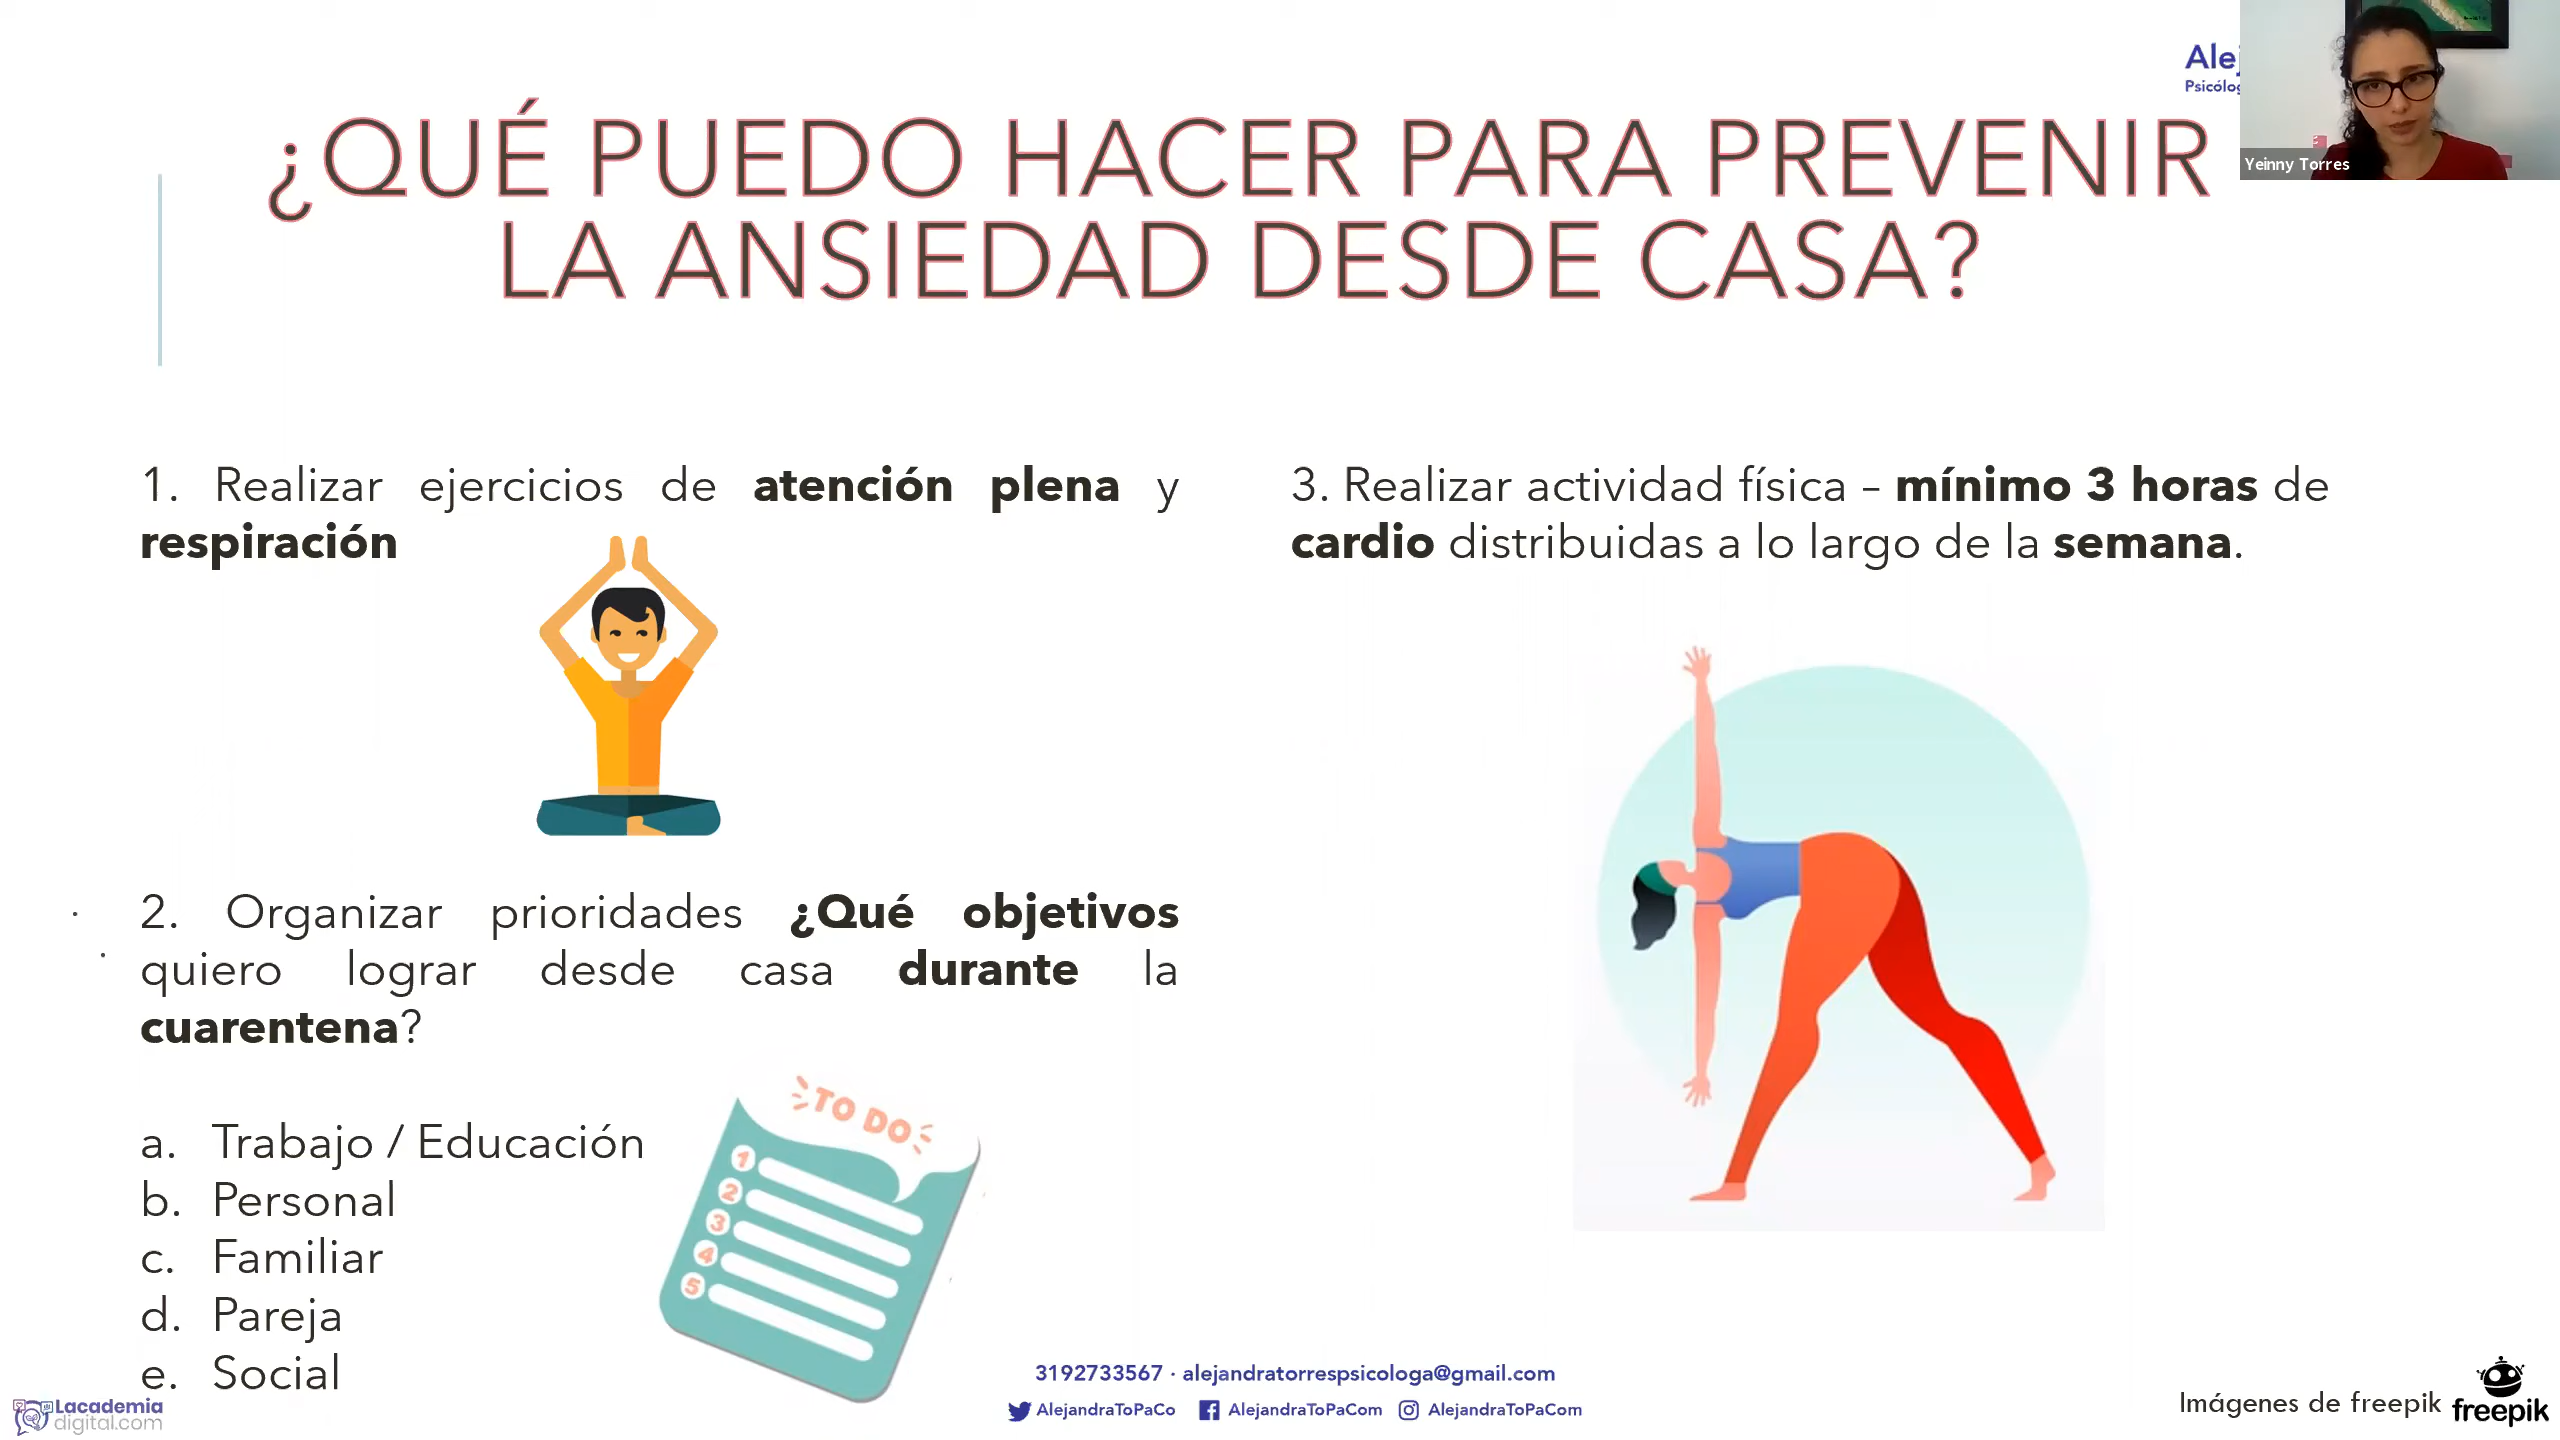 Ale
Psicólog
Yeinny Torres
¿QUÉ PUEDO HACER PARA PREVENIR
LA ANSIEDAD DESDE CASA?
1. Realizar ejercicios de atención plena y
respiración
2. Organizar prioridades ¿Qué objetivos
quiero lograr desde casa durante la
cuarentena?
a. Trabajo / Educación
b. Personal
c. Familiar
d. Pareja
e. Social
TO DO
1
2
3
4
5
3. Realizar actividad física – mínimo 3 horas de
cardio distribuidas a lo largo de la semana.
3192733567 · alejandratorrespsicologa@gmail.com
AlejandraToPaCo AlejandraToPaCom AlejandraToPaCom
Lacademia
digital.com
Imágenes de freepik
freepik